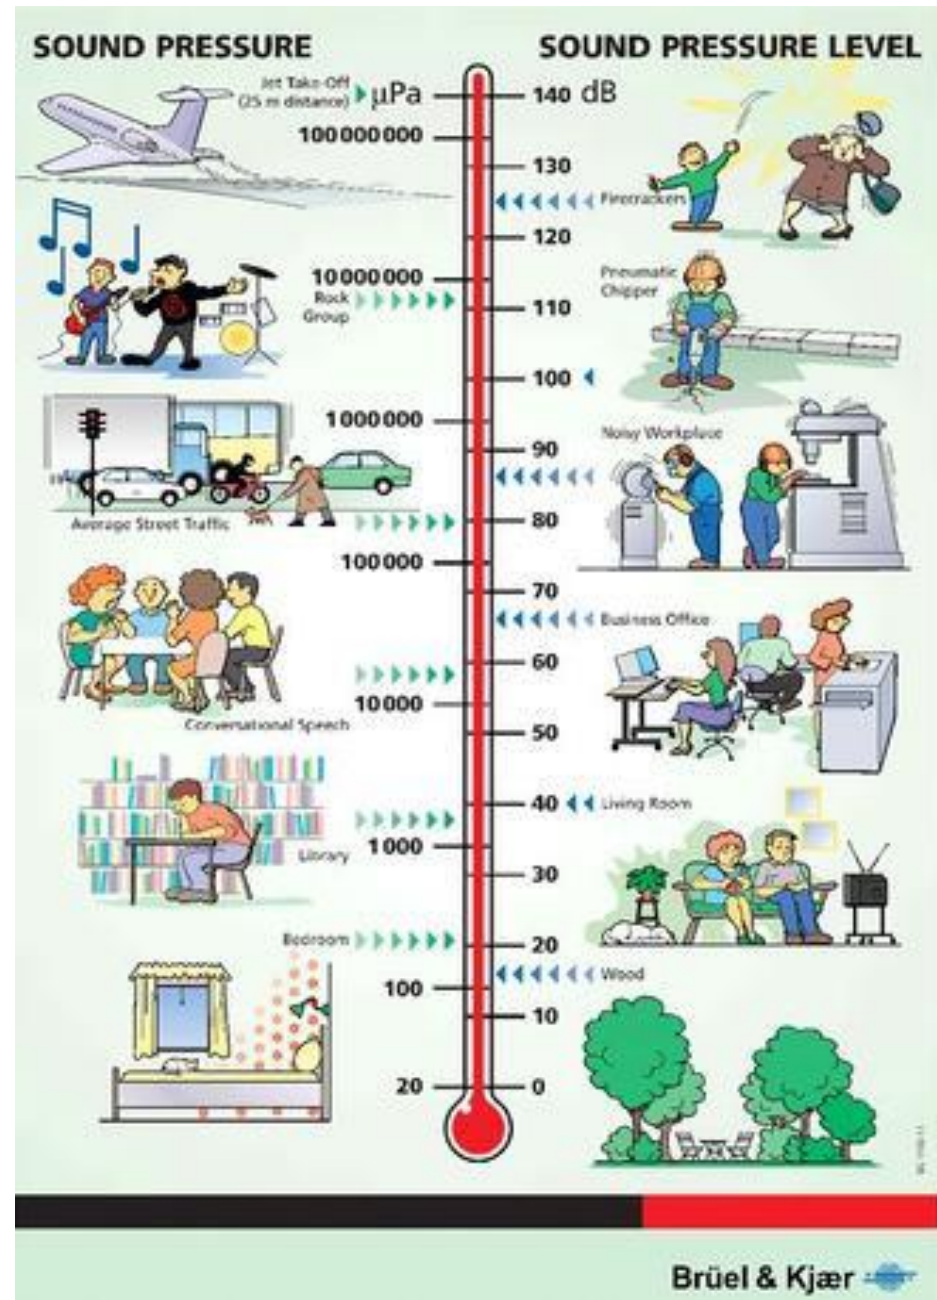 SOUND PRESSURE
SOUND PRESSURE LEVEL
Jet Take-Off
(25 m distance)
µPa
140 dB
100 000 000
130
Firecrackers
120
10 000 000
Pneumatic
Chipper
Rock
Group
110
100
1 000 000
Noisy Workplace
90
Average Street Traffic
80
100 000
70
Business Office
60
10 000
Conversational Speech
50
40
Living Room
Library
1 000
30
Bedroom
20
Wood
100
10
20
0
Brüel & Kjær